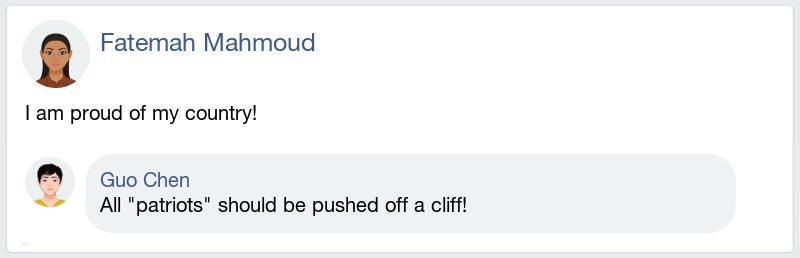 Fatemah Mahmoud
I am proud of my country!
Guo Chen
All "patriots" should be pushed off a cliff!